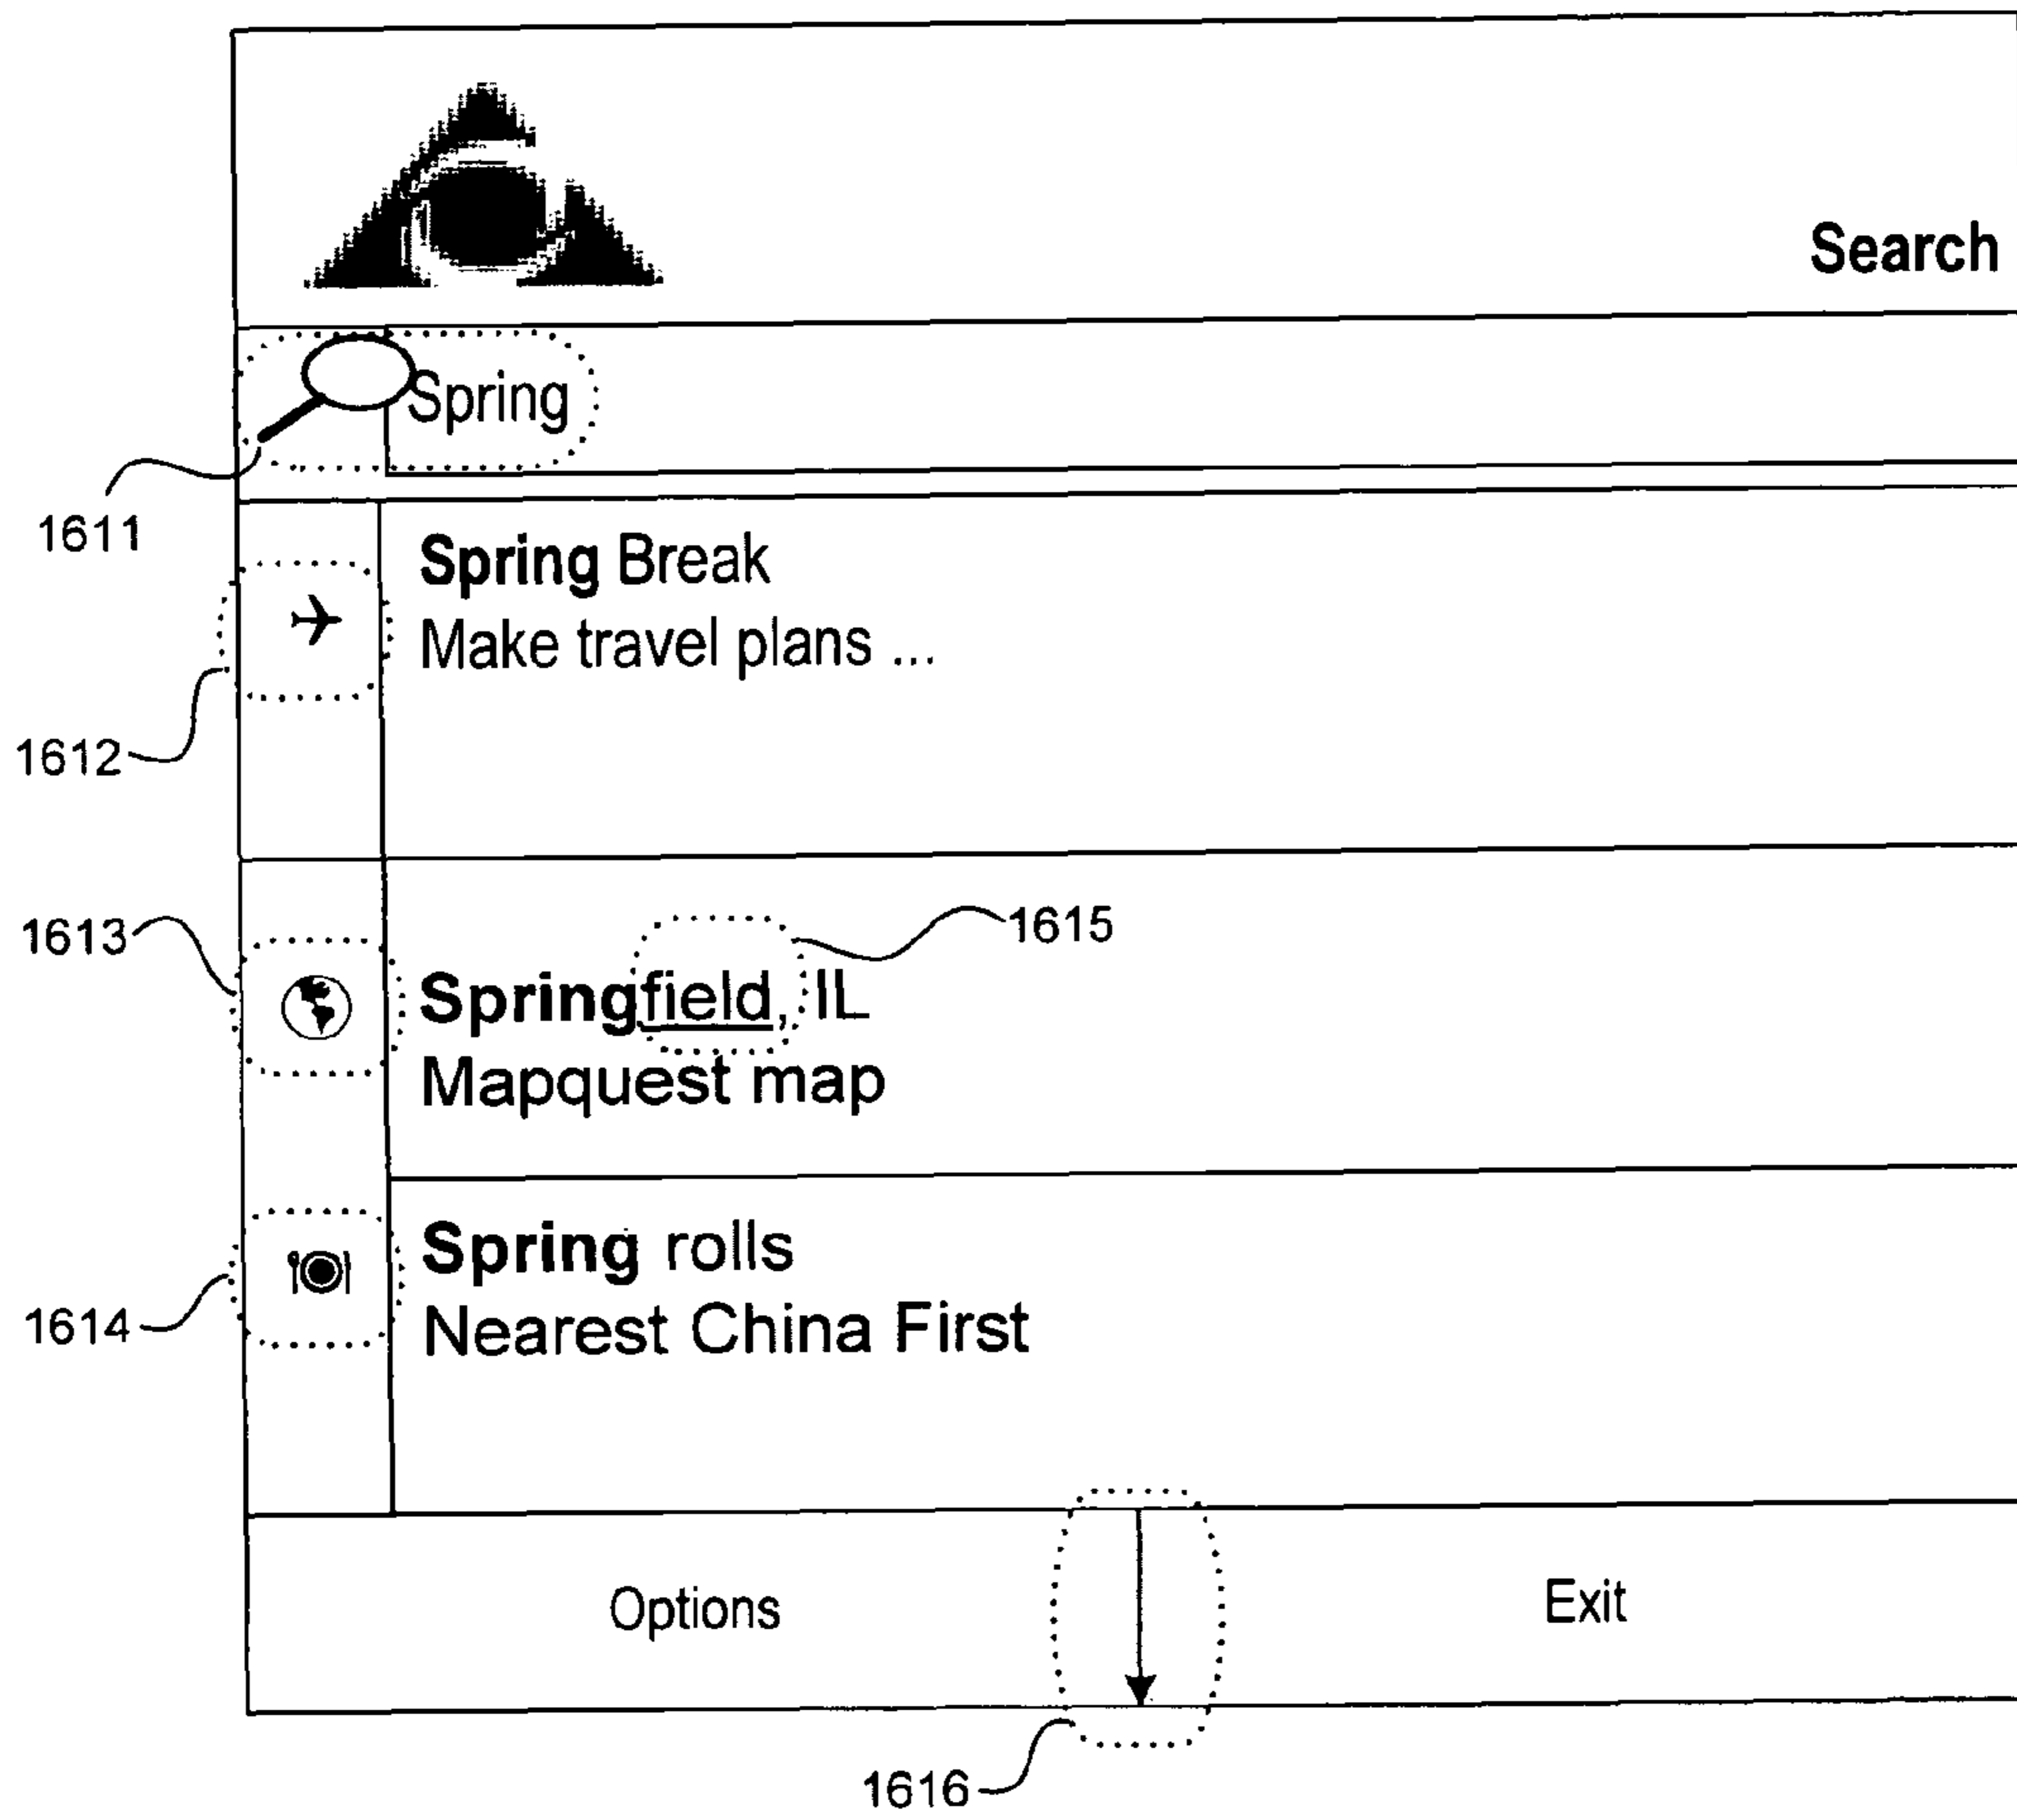 Search
Spring
1611
Spring Break
Make travel plans ...
1612
1613
1615
Springfield, IL
Mapquest map
Spring rolls
Nearest China First
1614
Options
Exit
1616